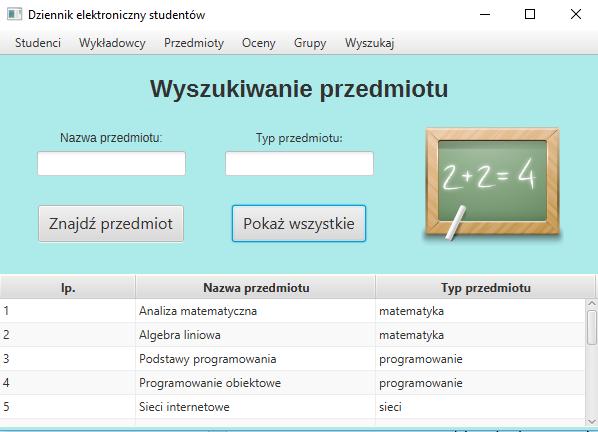 Dziennik elektroniczny studentów
Studenci Wykładowcy Przedmioty Oceny Grupy Wyszukaj
Wyszukiwanie przedmiotu
Nazwa przedmiotu: Typ przedmiotu:
2+2=4
Znajdź przedmiot Pokaż wszystkie
lp. Nazwa przedmiotu Typ przedmiotu
1 Analiza matematyczna matematyka
2 Algebra liniowa matematyka
3 Podstawy programowania programowanie
4 Programowanie obiektowe programowanie
5 Sieci internetowe sieci